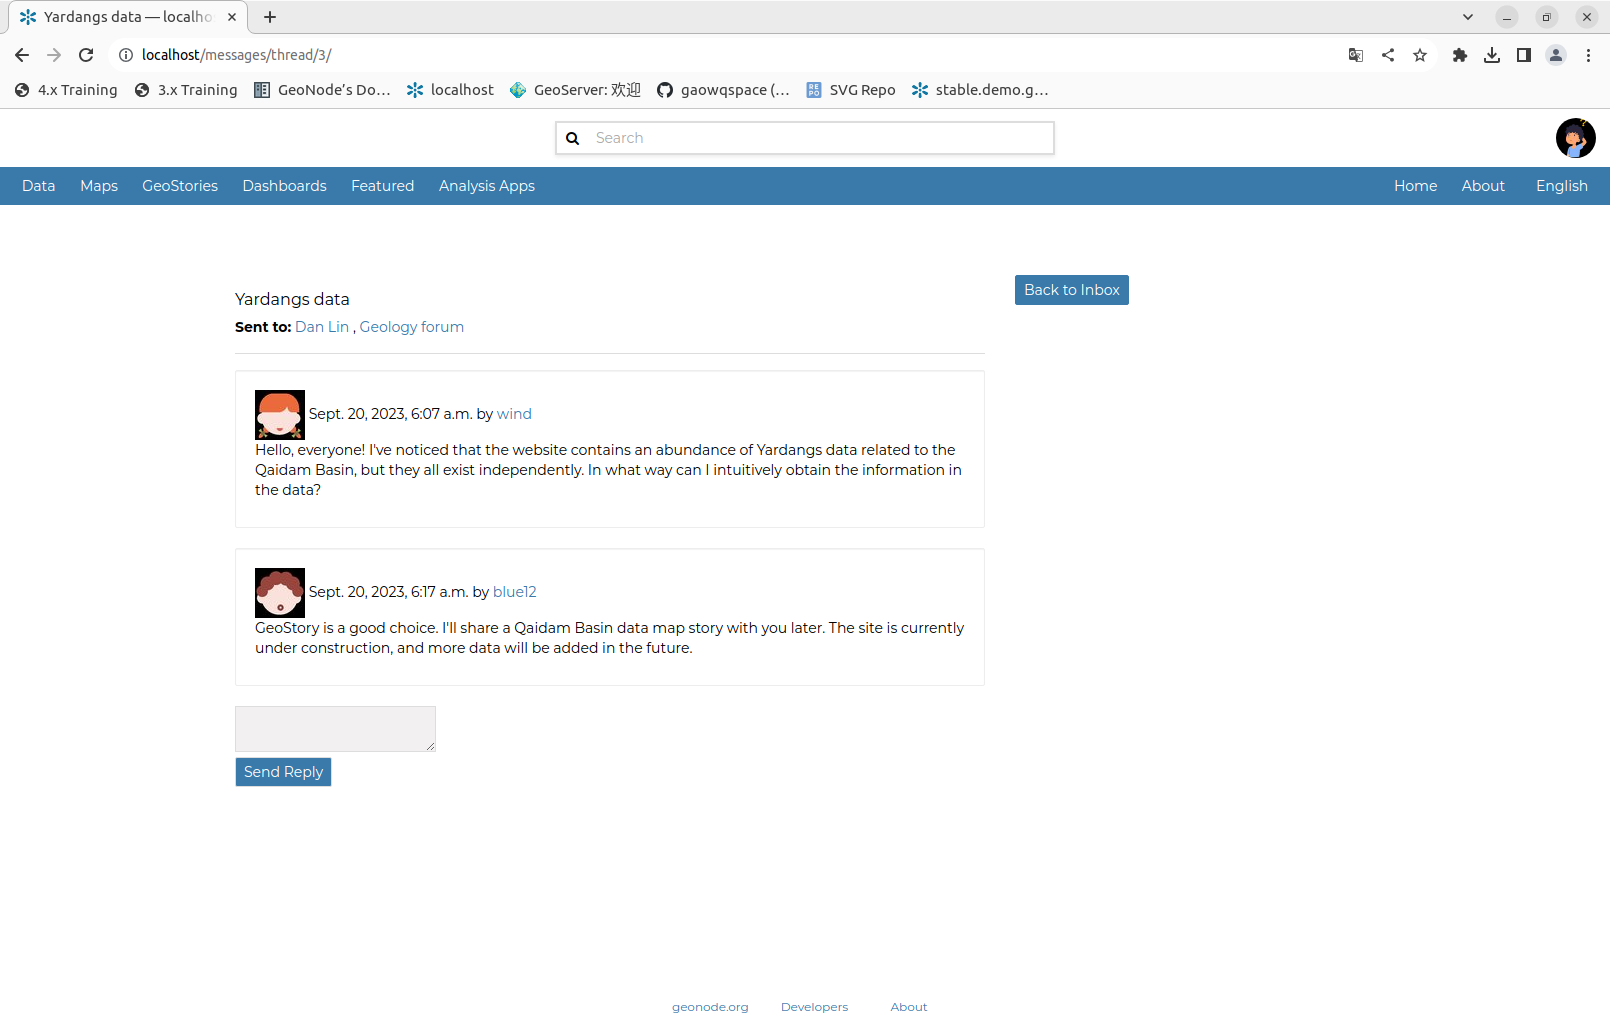 Yardangs data — localho
localhost/messages/thread/3/
4.x Training 3.x Training GeoNode’s Do… localhost GeoServer: 欢迎 gaowqspace (… SVG Repo stable.demo.g…
Search
Data Maps GeoStories Dashboards Featured Analysis Apps Home About English
Yardangs data
Back to Inbox
Sent to: Dan Lin , Geology forum
Sept. 20, 2023, 6:07 a.m. by wind
Hello, everyone! I've noticed that the website contains an abundance of Yardangs data related to the
Qaidam Basin, but they all exist independently. In what way can I intuitively obtain the information in
the data?
Sept. 20, 2023, 6:17 a.m. by blue12
GeoStory is a good choice. I'll share a Qaidam Basin data map story with you later. The site is currently
under construction, and more data will be added in the future.
Send Reply
geonode.org Developers About